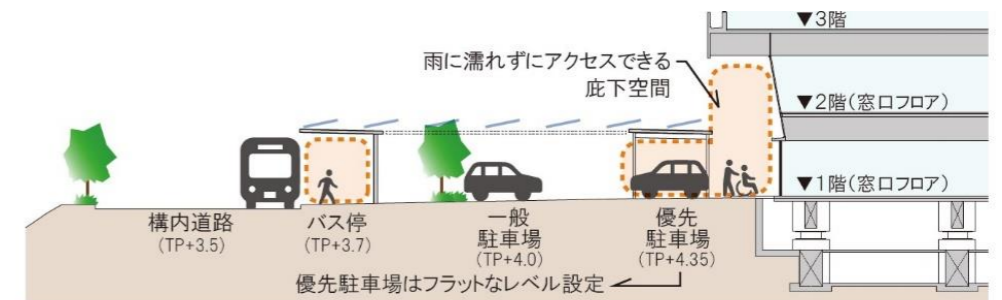 ▼3階
雨に濡れずにアクセスできる
庇下空間
▼2階(窓口フロア)
▼1階(窓口フロア)
構内道路
(TP+3.5)
バス停
(TP+3.7)
一般
駐車場
(TP+4.0)
優先
駐車場
(TP+4.35)
優先駐車場はフラットなレベル設定